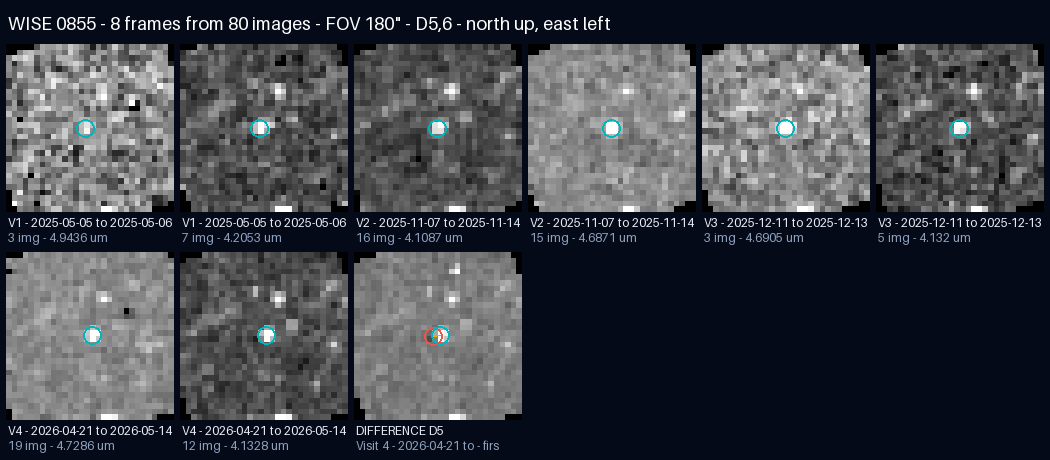 WISE 0855 - 8 frames from 80 images - FOV 180" - D5,6 - north up, east left
V1 - 2025-05-05 to 2025-05-06
3 img - 4.9436 um
V1 - 2025-05-05 to 2025-05-06
7 img - 4.2053 um
V2 - 2025-11-07 to 2025-11-14
16 img - 4.1087 um
V2 - 2025-11-07 to 2025-11-14
15 img - 4.6871 um
V3 - 2025-12-11 to 2025-12-13
3 img - 4.6905 um
V3 - 2025-12-11 to 2025-12-13
5 img - 4.132 um
V4 - 2026-04-21 to 2026-05-14
19 img - 4.7286 um
V4 - 2026-04-21 to 2026-05-14
12 img - 4.1328 um
DIFFERENCE D5
Visit 4 - 2026-04-21 to - firs